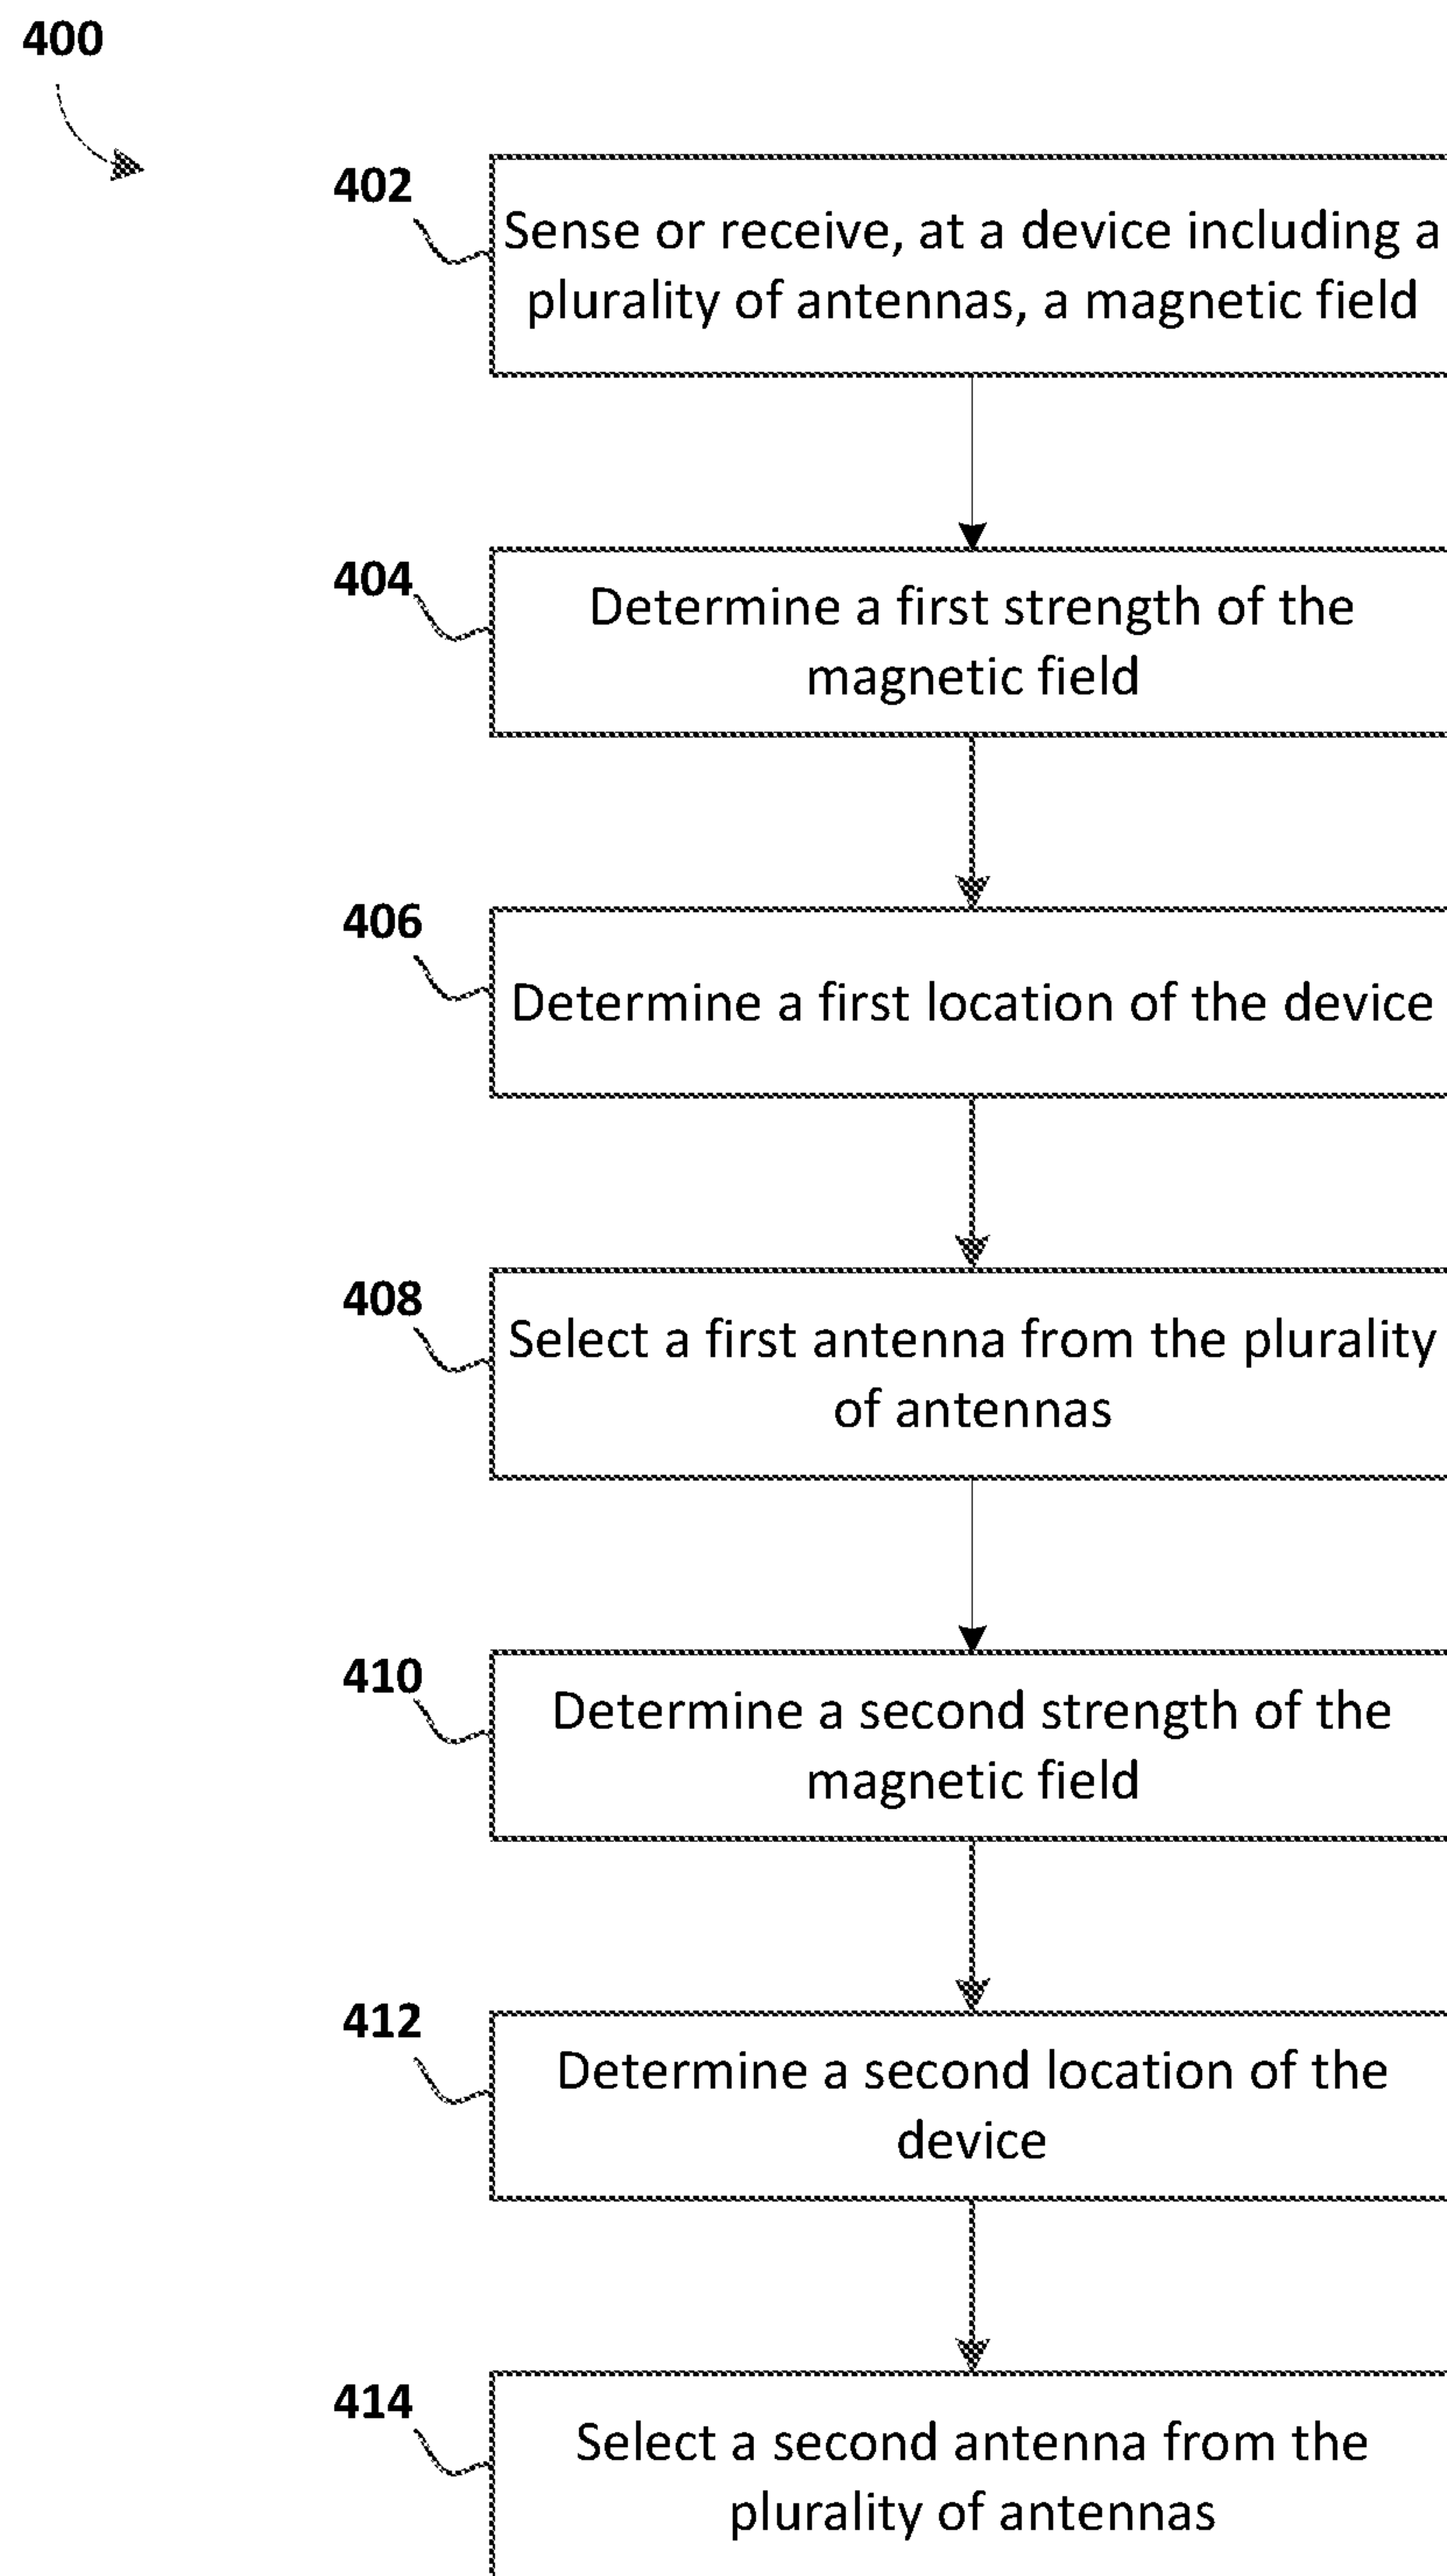 400
402
Sense or receive, at a device including a
plurality of antennas, a magnetic field
404
Determine a first strength of the
magnetic field
406
Determine a first location of the device
408
Select a first antenna from the plurality
of antennas
410
Determine a second strength of the
magnetic field
412
Determine a second location of the
device
414
Select a second antenna from the
plurality of antennas